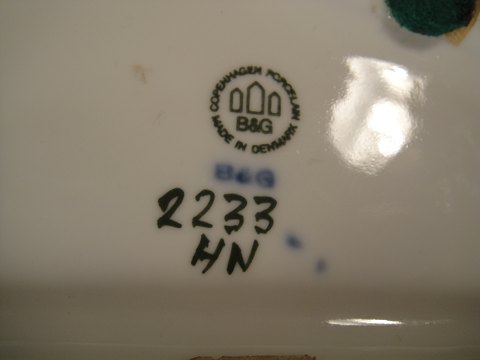 COPENHAGEN PORCELAIN
B&G
MADE IN DENMARK
B&G
2233
HN